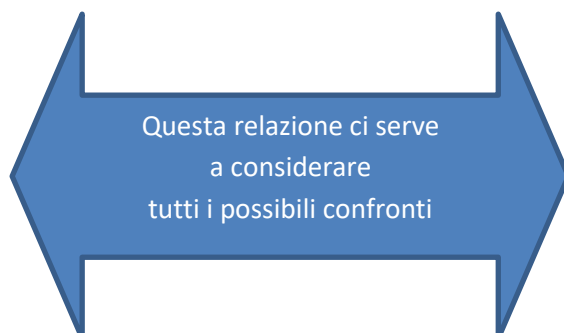 Questa relazione ci serve
a considerare
tutti i possibili confronti